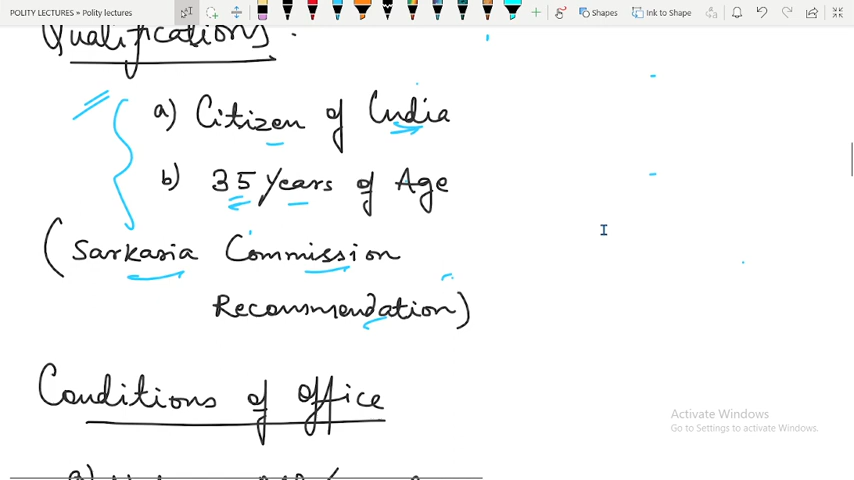 POLITY LECTURES » Polity lectures
Shapes
Ink to Shape
Qualifications.
a) Citizen of India
b) 35 Years of Age
(Sarkaria Commission
Recommendation)
Conditions of office
Activate Windows
Go to Settings to activate Windows.